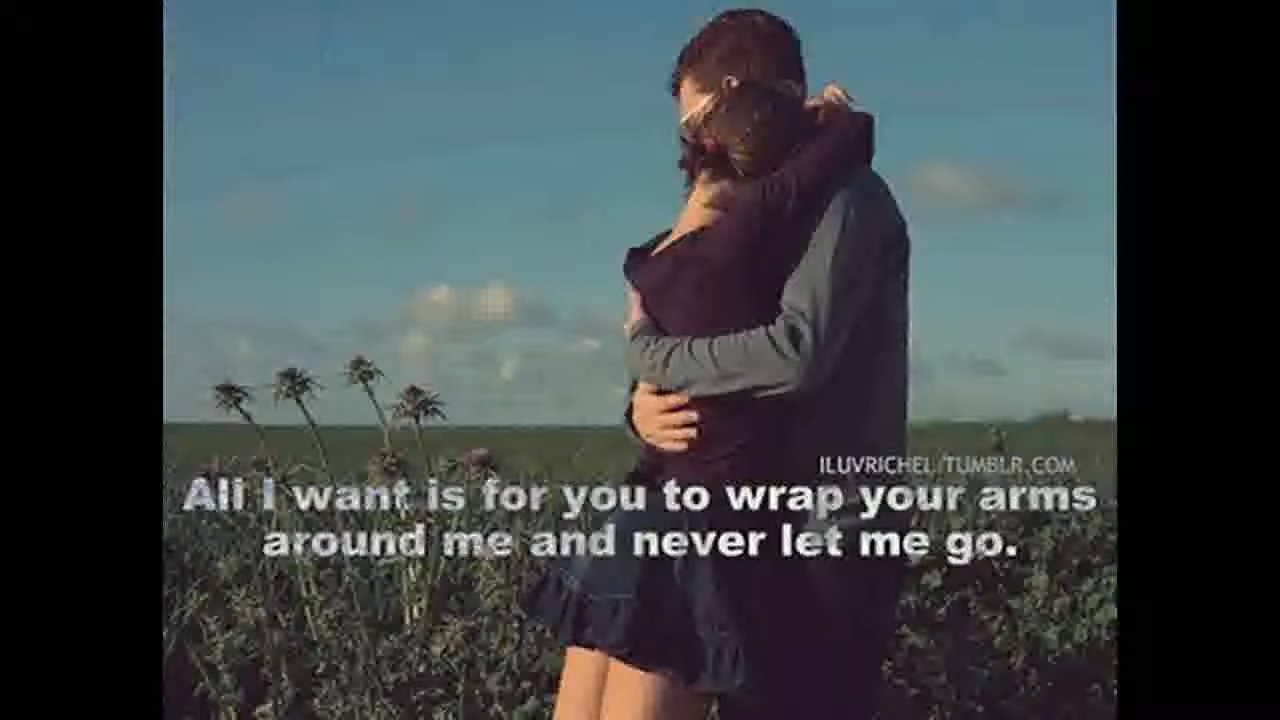 ILUVRICHEL.TUMBLR.COM
All I want is for you to wrap your arms
around me and never let me go.